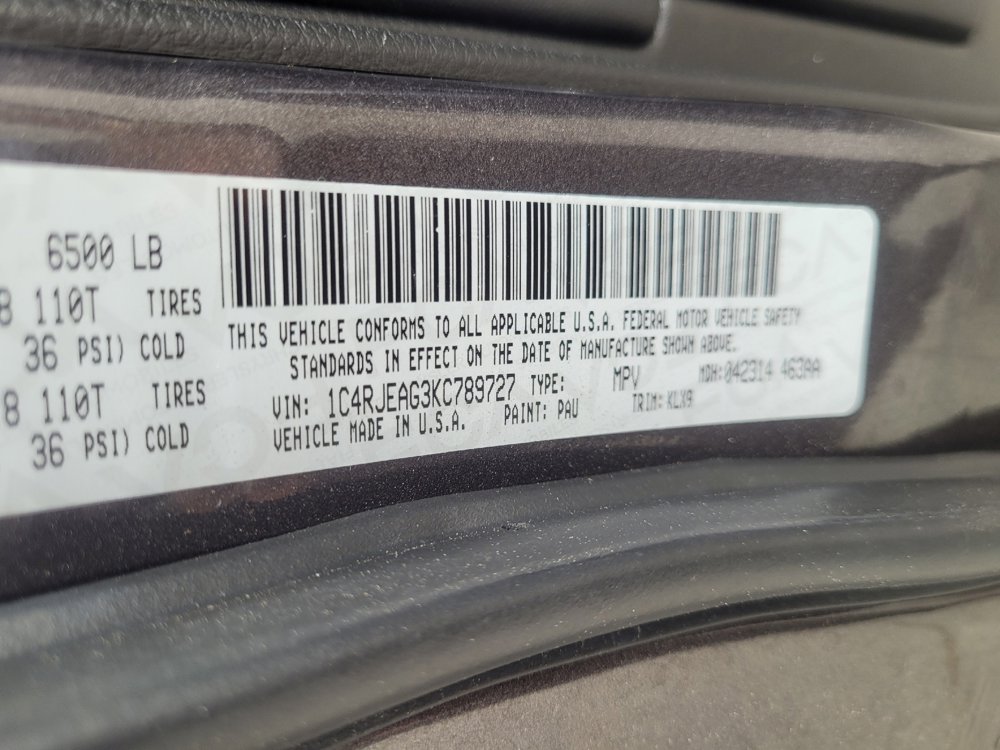 6500 LB
8 110T TIRES
36 PSI) COLD
8 110T TIRES
36 PSI) COLD
THIS VEHICLE CONFORMS TO ALL APPLICABLE U.S.A. FEDERAL MOTOR VEHICLE SAFETY
STANDARDS IN EFFECT ON THE DATE OF MANUFACTURE SHOWN ABOVE.
VIN: 1C4RJEAG3KC789727 TYPE: MPV MDH:042314 463AA
VEHICLE MADE IN U.S.A. PAINT: PAU TRIM: KLX9